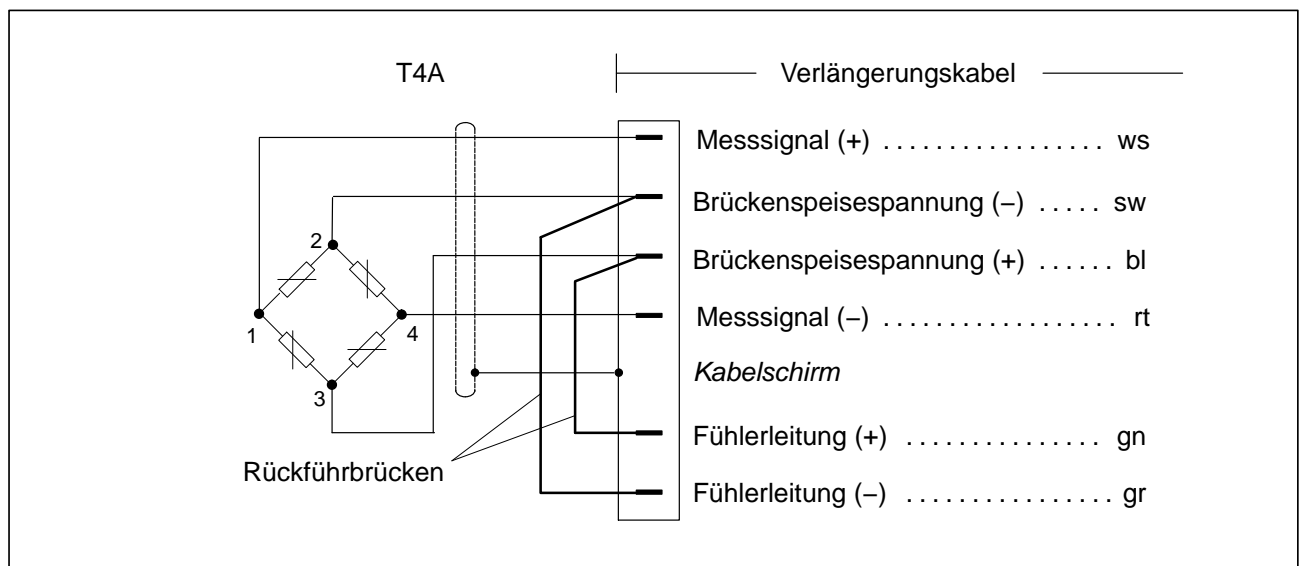 T4A
Verlängerungskabel
Messsignal (+) . . . . . . . . . . . . . . . . . ws
Brückenspeisespannung (−) . . . . . sw
Brückenspeisespannung (+) . . . . . . bl
Messsignal (−) . . . . . . . . . . . . . . . . . . rt
Kabelschirm
Fühlerleitung (+) . . . . . . . . . . . . . . . gn
Fühlerleitung (−) . . . . . . . . . . . . . . . . gr
2
1
4
3
Rückführbrücken